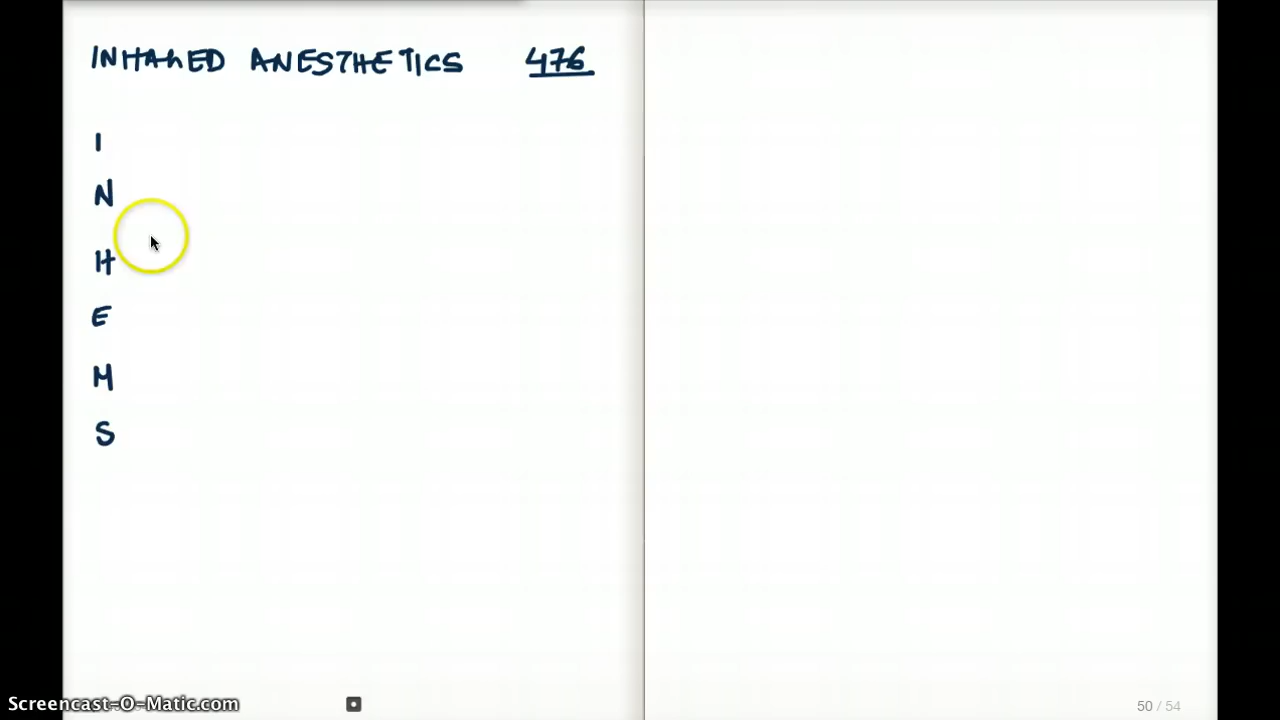 INHALED ANESTHETICS 476
I
N
H
E
M
S
Screencast-O-Matic.com
50 / 54